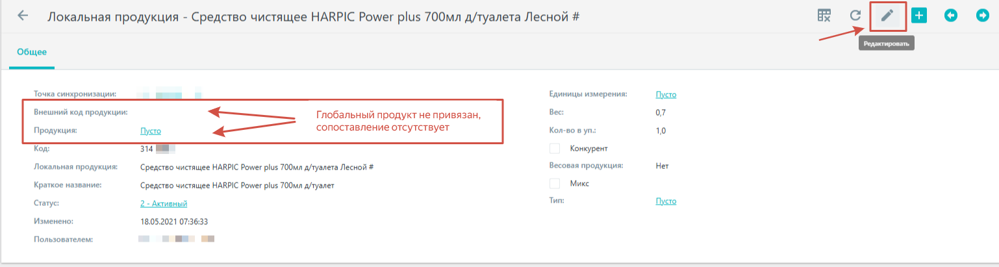 Локальная продукция - Средство чистящее HARPIC Power plus 700мл д/туалета Лесной #
Редактировать
Общее
Точка синхронизации:
Внешний код продукции:
Продукция: Пусто
Глобальный продукт не привязан,
сопоставление отсутствует
Код: 314
Локальная продукция: Средство чистящее HARPIC Power plus 700мл д/туалета Лесной #
Краткое название: Средство чистящее HARPIC Power plus 700мл д/туалет
Статус: 2 - Активный
Изменено: 18.05.2021 07:36:33
Пользователем:
Единицы измерения: Пусто
Вес: 0,7
Кол-во в уп.: 1,0
Конкурент
Весовая продукция: Нет
Микс
Тип: Пусто